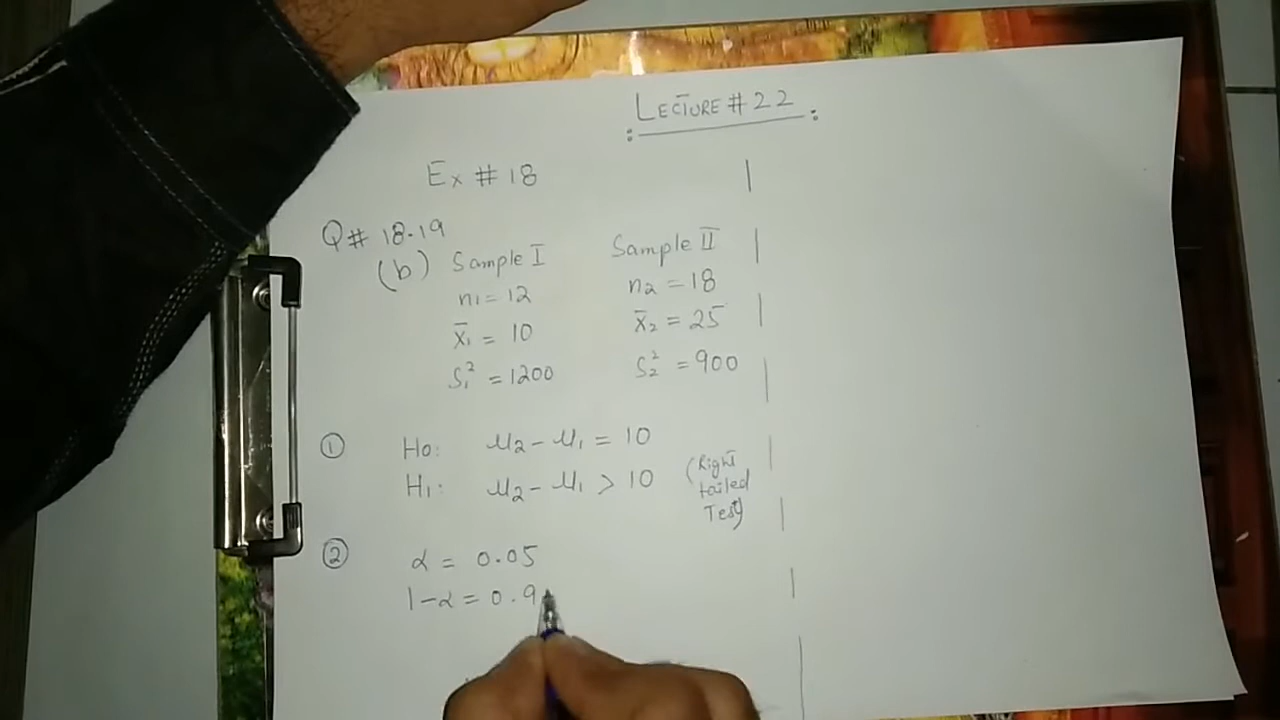 LECTURE # 22
Ex # 18
Q# 18.19
(b) Sample I Sample II
n1 = 12 n2 = 18
x̄1 = 10 x̄2 = 25
S1² = 1200 S2² = 900
① H0: μ2 - μ1 = 10
H1: μ2 - μ1 > 10 (Right
tailed
Test)
② α = 0.05
1-α = 0.9